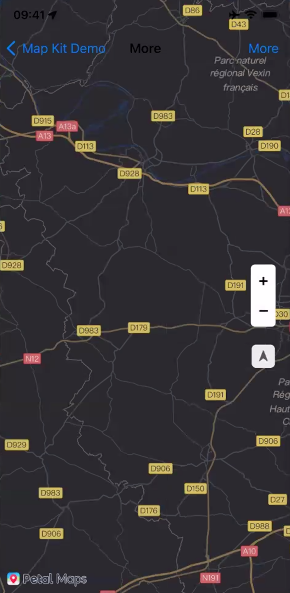 09:41
D86
D43
Map Kit Demo
More
More
Parc naturel
régional Vexin
français
D983
D915
A13a
A13
D28
D113
D190
D928
D113
D928
D191
+
−
D983
D179
D30
N12
D191
D929
D906
D906
D983
D150
D27
D176
D906
D988
A10
N191
Petal Maps